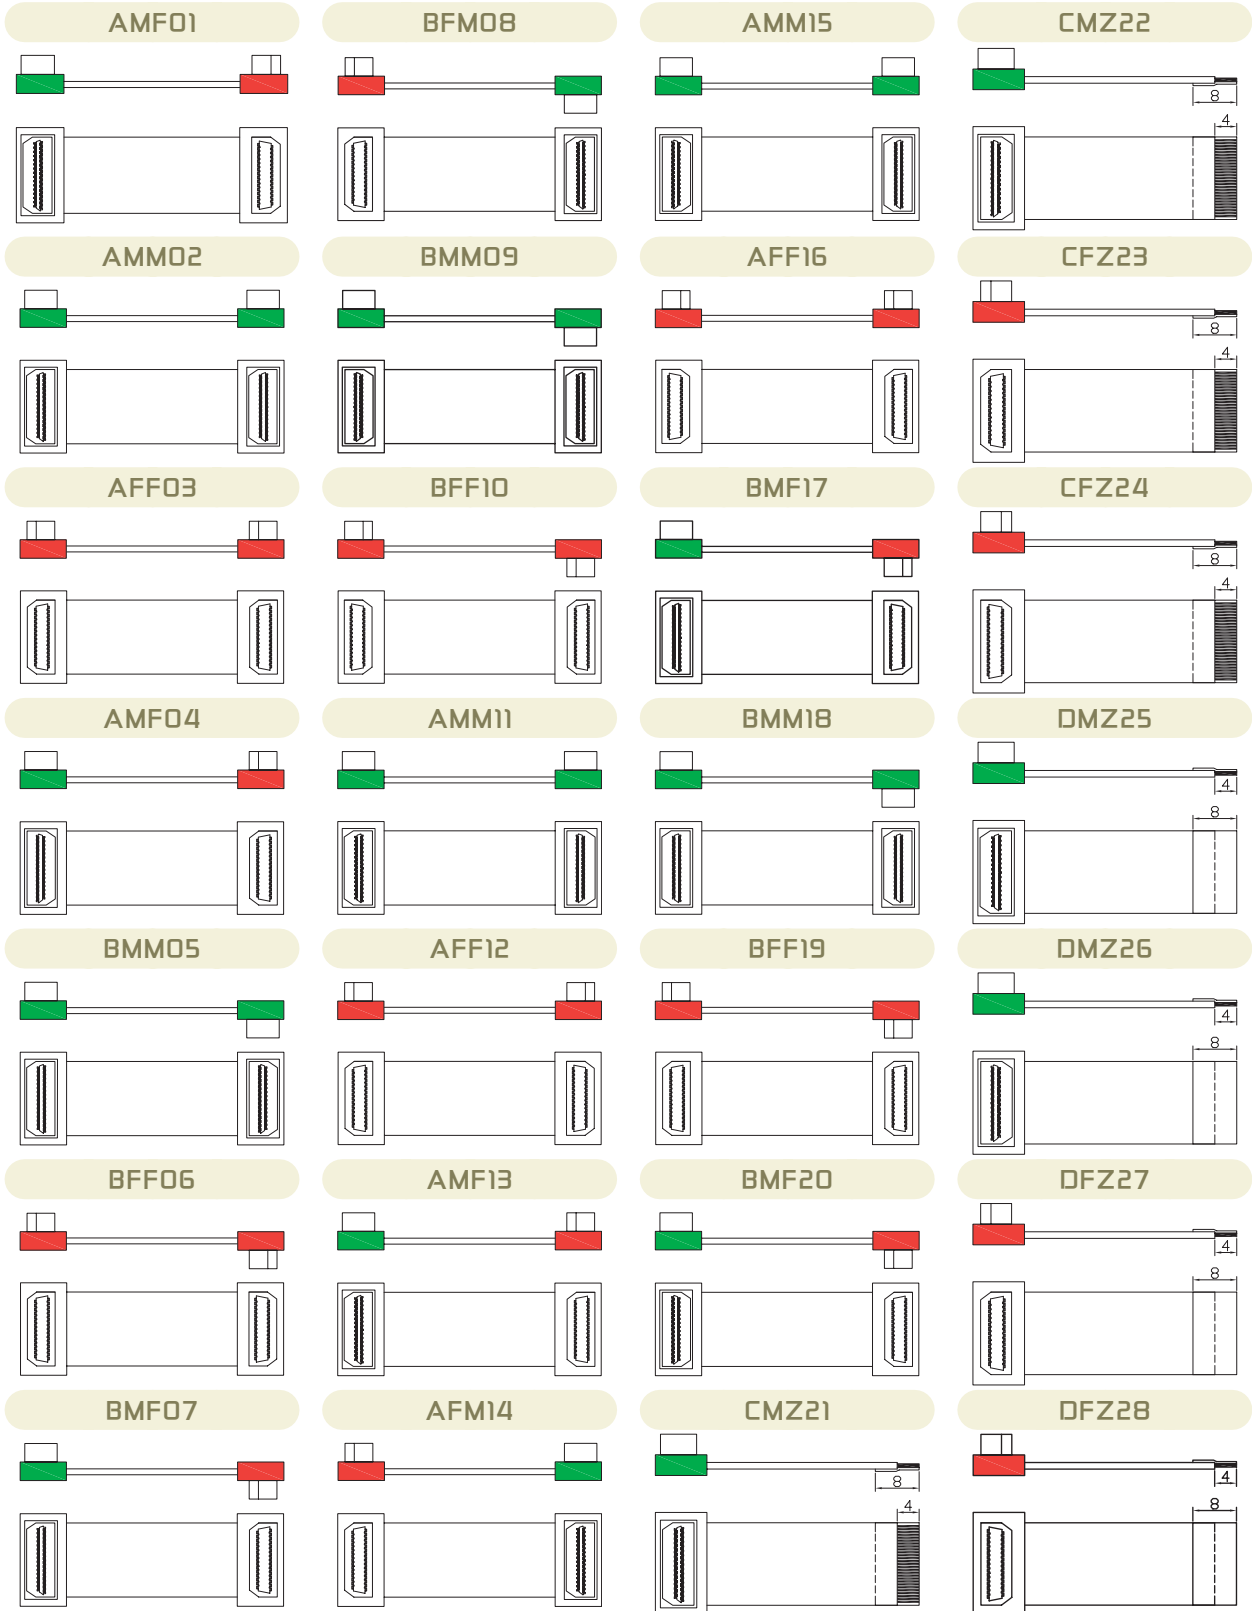 AMF01
BFM08
AMM15
CMZ22
8
4
AMM02
BMM09
AFF16
CFZ23
8
4
AFF03
BFF10
BMF17
CFZ24
8
4
AMF04
AMM11
BMM18
DMZ25
4
8
BMM05
AFF12
BFF19
DMZ26
4
8
BFF06
AMF13
BMF20
DFZ27
4
8
BMF07
AFM14
CMZ21
DFZ28
8
4
4
8